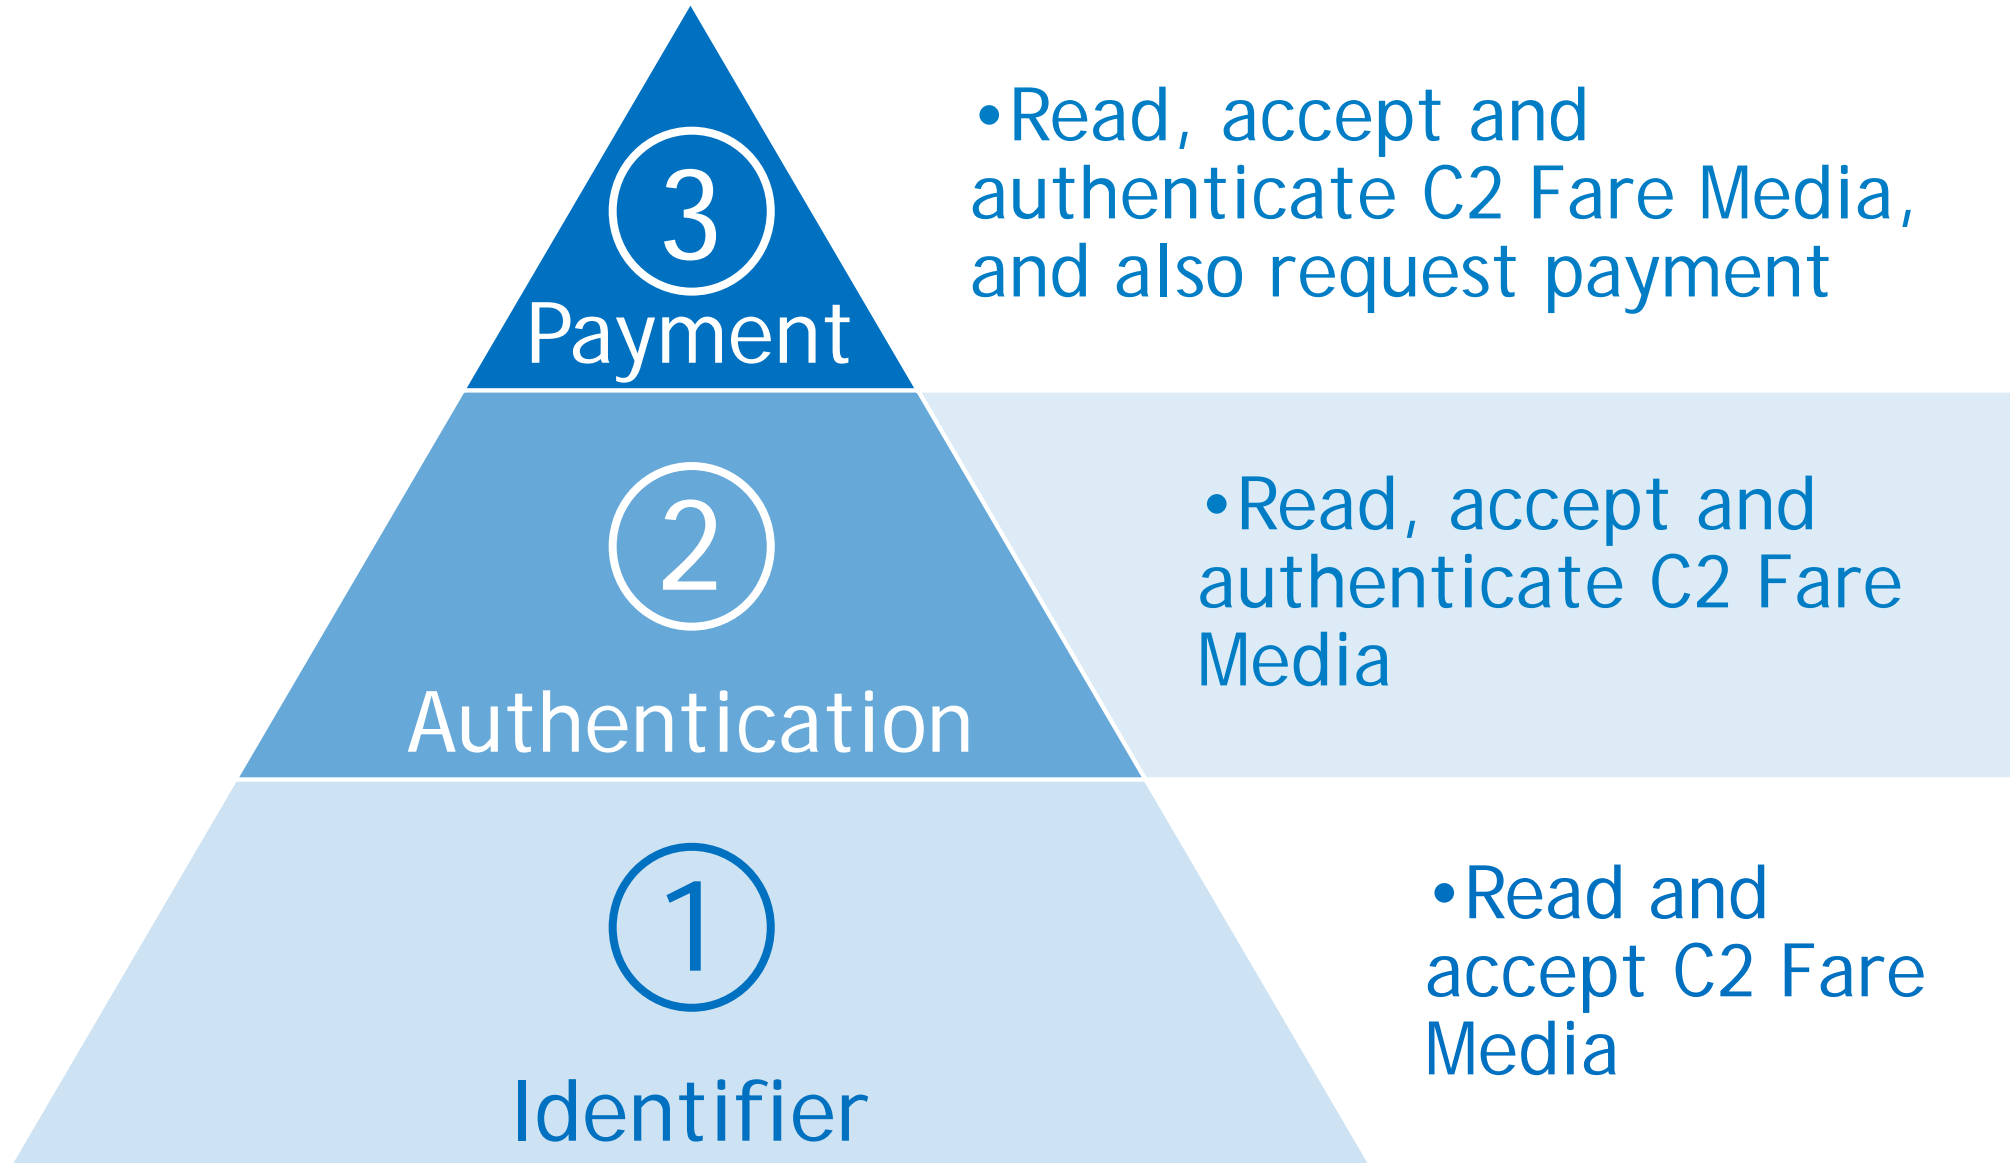 3
Payment
•Read, accept and
authenticate C2 Fare Media,
and also request payment
2
Authentication
•Read, accept and
authenticate C2 Fare
Media
1
Identifier
•Read and
accept C2 Fare
Media